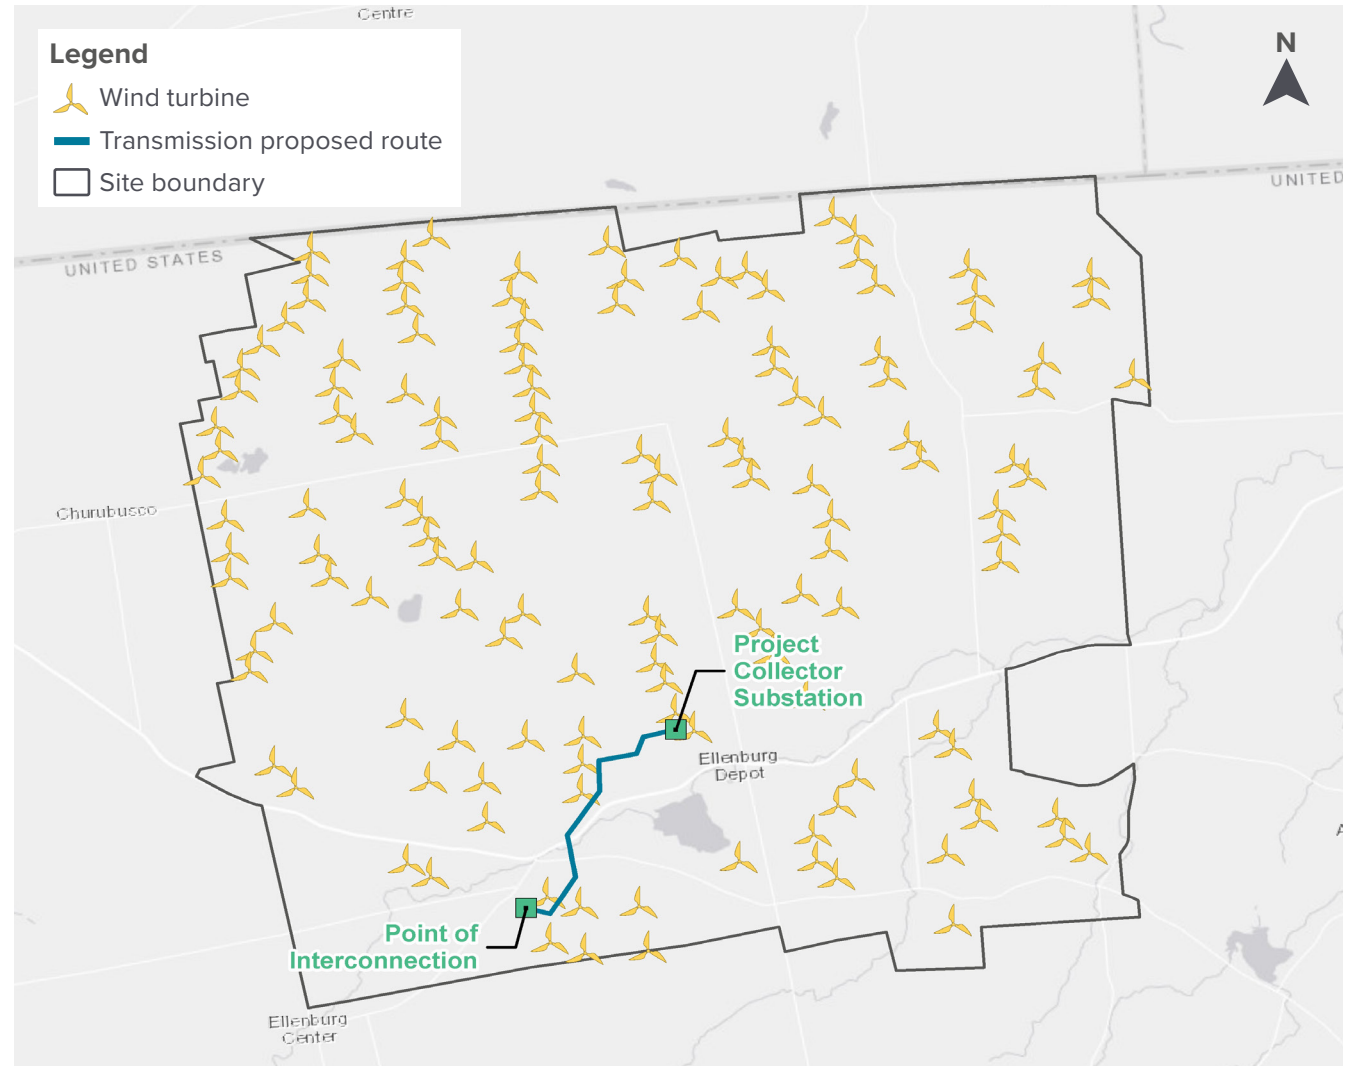 Centre
Legend
Wind turbine
Transmission proposed route
Site boundary
N
UNITED
UNITED STATES
Churubusco
Project
Collector
Substation
Ellenburg
Depot
Point of
Interconnection
Ellenburg
Center